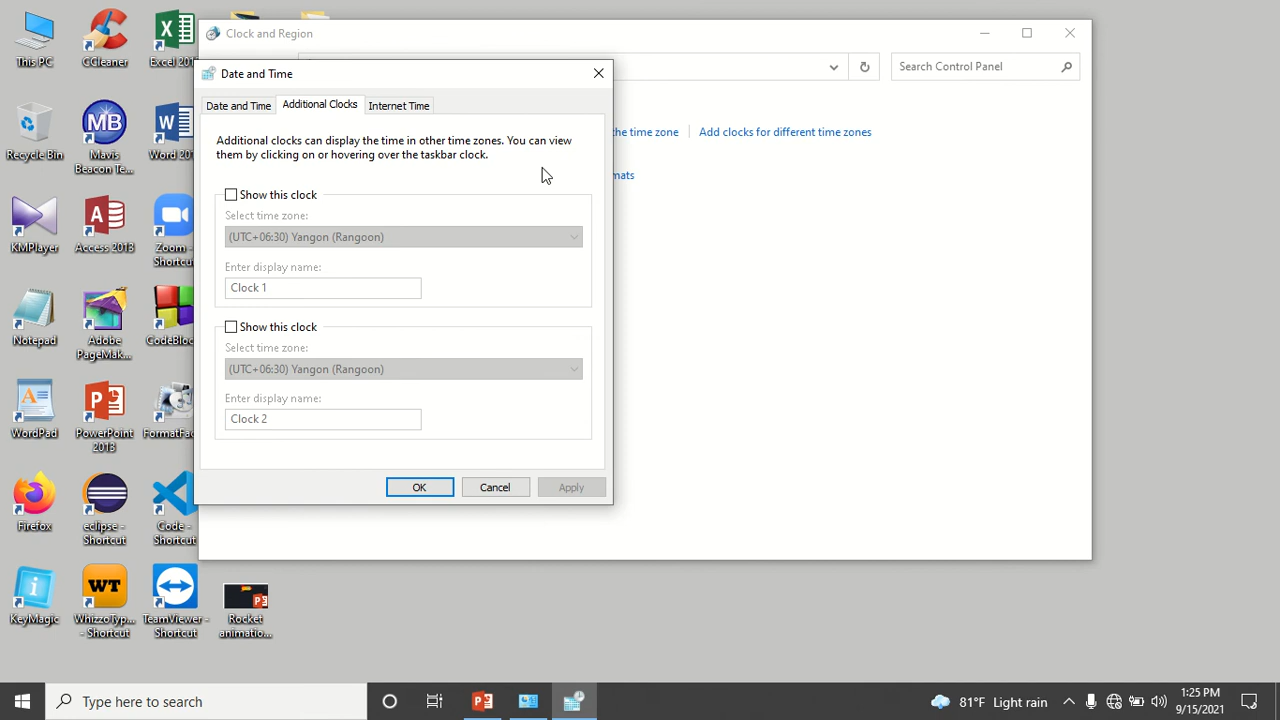 This PC
CCleaner
Excel 201
Recycle Bin
Mavis
Beacon Te...
Word 201
KMPlayer
Access 2013
Zoom -
Shortcut
Notepad
Adobe
PageMak...
CodeBloc
WordPad
PowerPoint
2013
FormatFac
Firefox
eclipse -
Shortcut
Code -
Shortcut
KeyMagic
WT
WhizzoTyp...
- Shortcut
TeamViewer -
Shortcut
Rocket
animatio...
MB
Clock and Region
Search Control Panel
the time zone
Add clocks for different time zones
mats
Date and Time
Date and Time
Additional Clocks
Internet Time
Additional clocks can display the time in other time zones. You can view
them by clicking on or hovering over the taskbar clock.
Show this clock
Select time zone:
(UTC+06:30) Yangon (Rangoon)
Enter display name:
Clock 1
Show this clock
Select time zone:
(UTC+06:30) Yangon (Rangoon)
Enter display name:
Clock 2
OK
Cancel
Apply
Type here to search
81°F Light rain
1:25 PM
9/15/2021